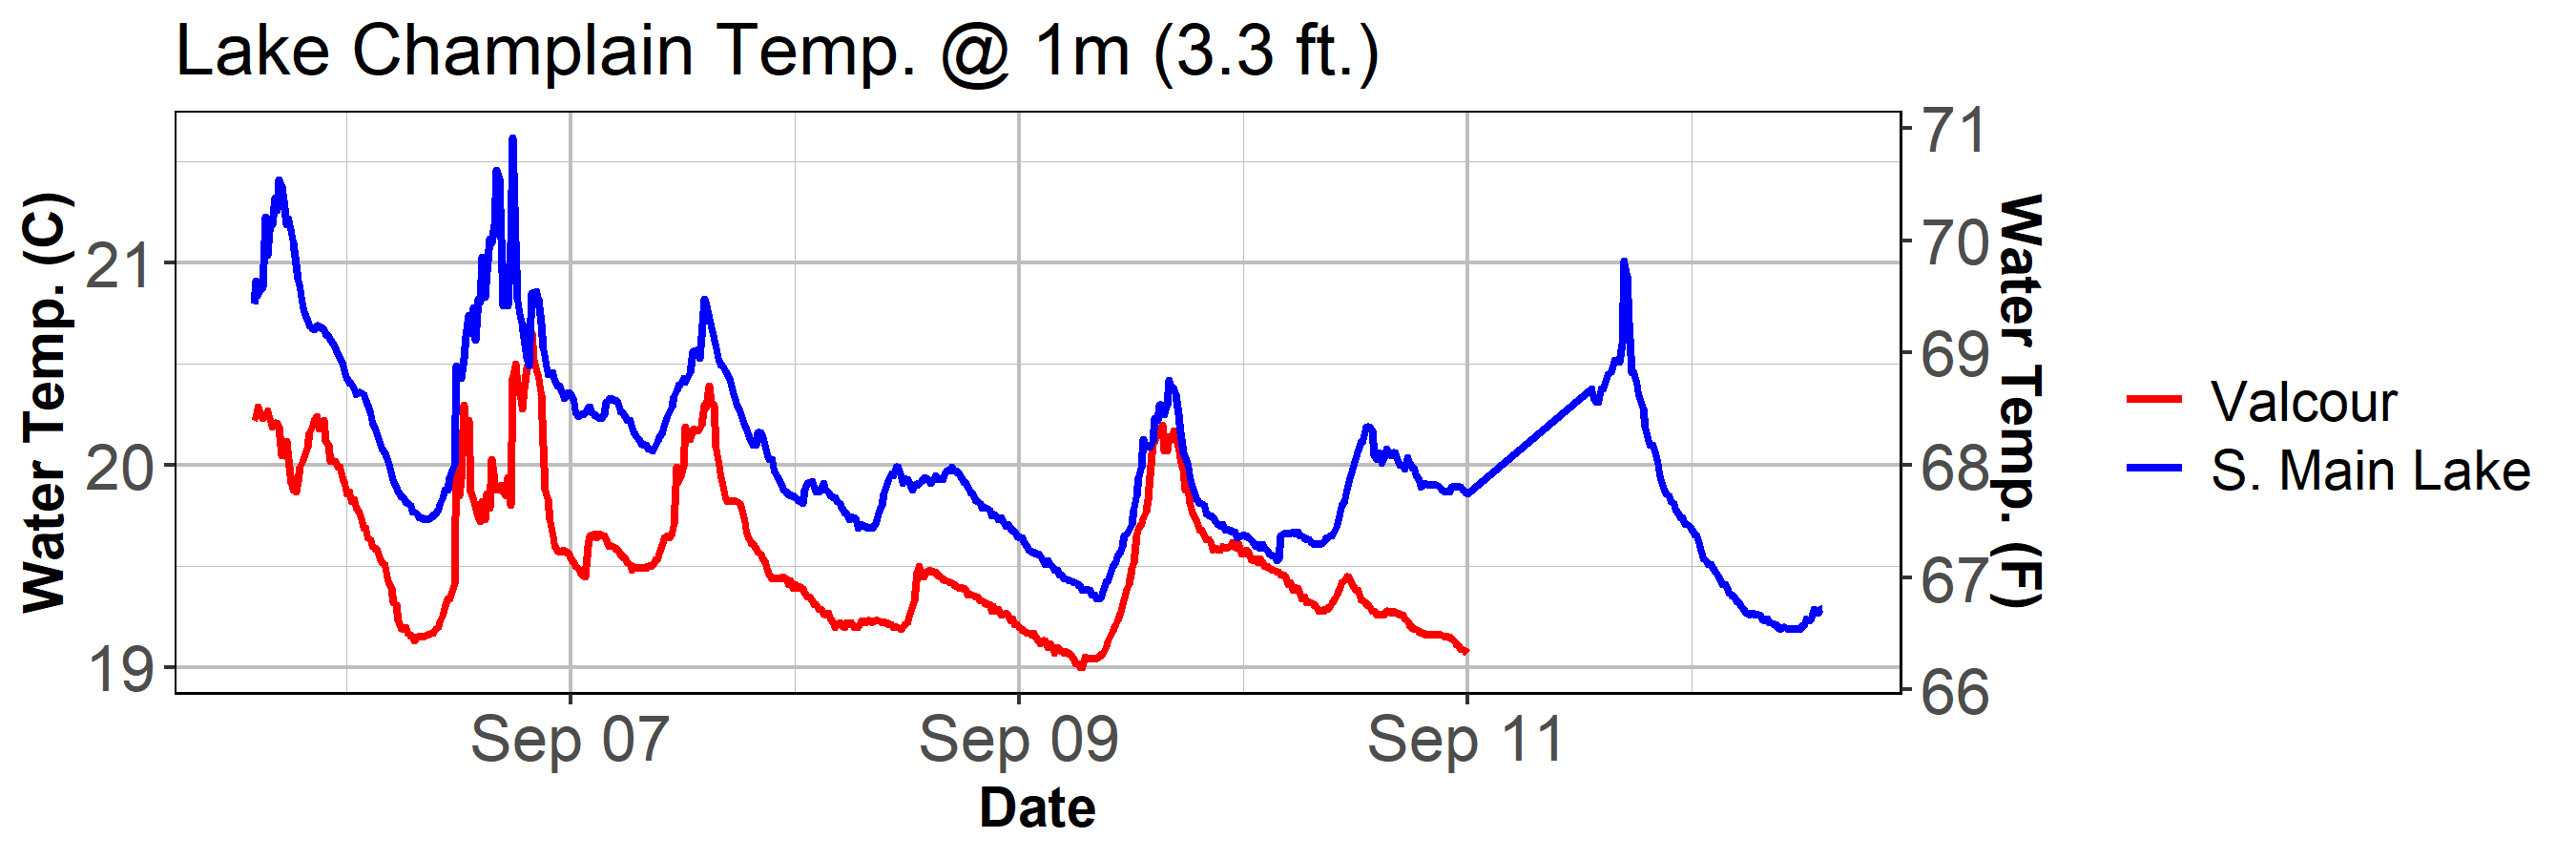 Lake Champlain Temp. @ 1m (3.3 ft.)
Water Temp. (C)
21
20
19
71
70
69
68
67
66
Water Temp. (F)
Sep 07
Sep 09
Sep 11
Date
Valcour
S. Main Lake